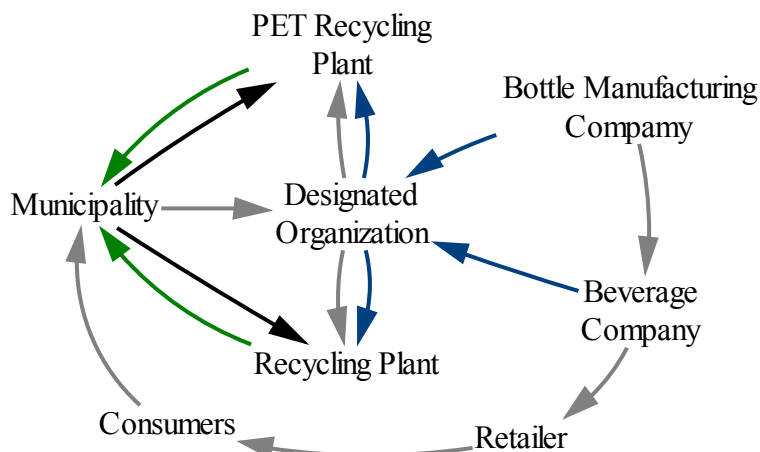 PET Recycling
Plant
Bottle Manufacturing
Compamy
Municipality
Designated
Organization
Beverage
Company
Recycling Plant
Consumers
Retailer